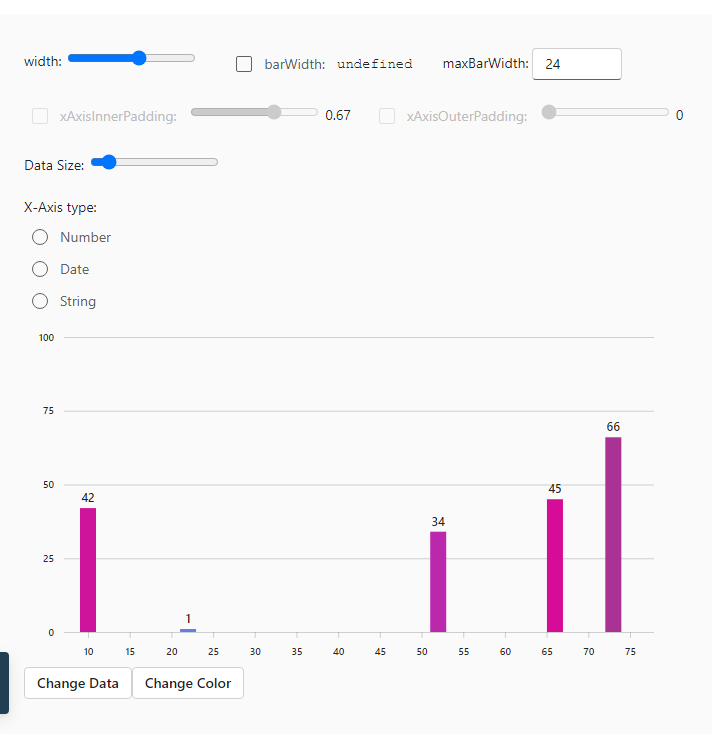 width: barWidth: undefined maxBarWidth: 24
xAxisInnerPadding: 0.67 xAxisOuterPadding: 0
Data Size:
X-Axis type:
Number
Date
String
100
75
66
50
45
42
34
25
1
0
10 15 20 25 30 35 40 45 50 55 60 65 70 75
Change Data Change Color